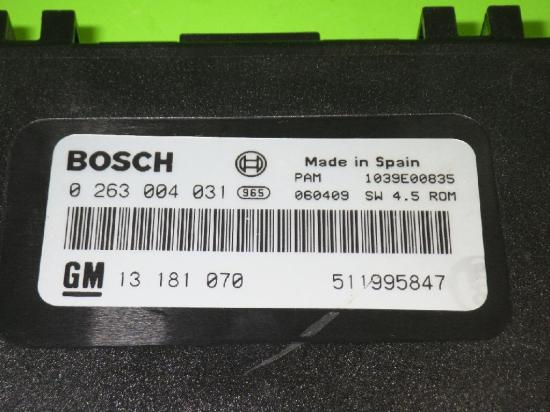 BOSCH Made in Spain
PAM 1039E00835
0 263 004 031 965 060409 SW 4.5 ROM
GM 13 181 070 511995847